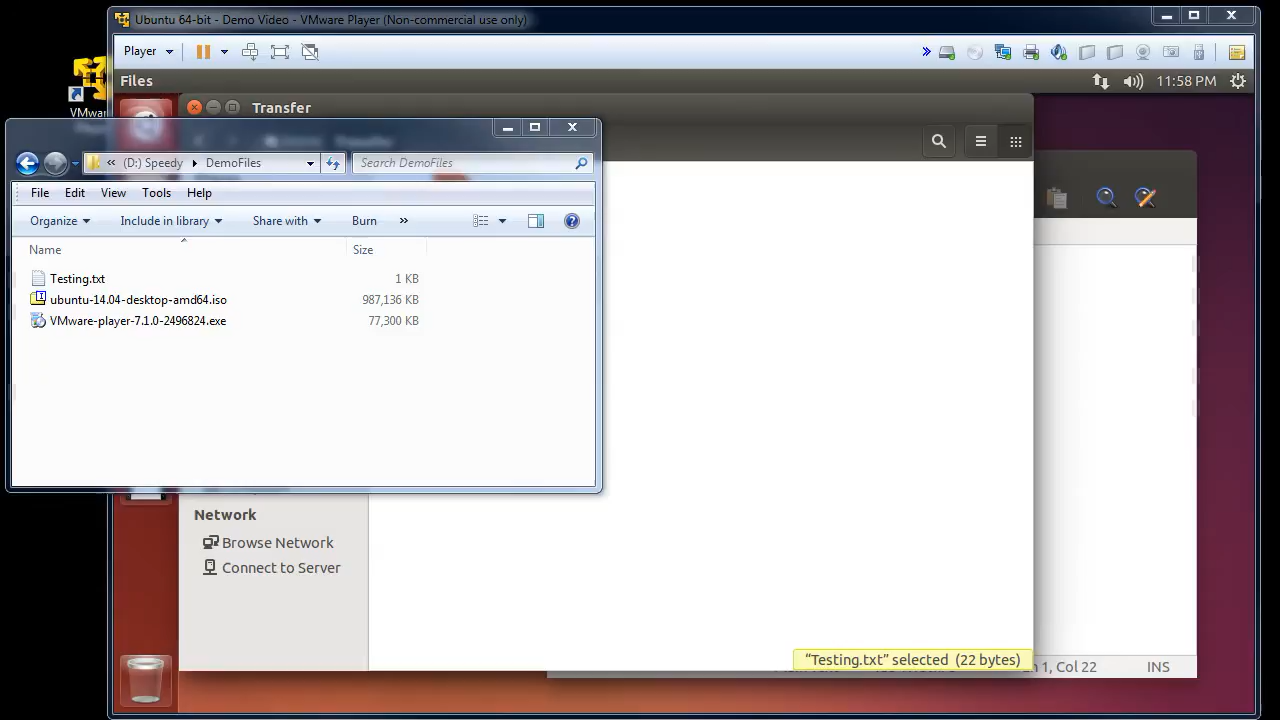 Ubuntu 64-bit - Demo Video - VMware Player (Non-commercial use only)
Player
»
Files
11:58 PM
VMwar
Transfer
« (D:) Speedy DemoFiles
Search DemoFiles
File Edit View Tools Help
Organize Include in library Share with Burn »
Name Size
Testing.txt 1 KB
ubuntu-14.04-desktop-amd64.iso 987,136 KB
VMware-player-7.1.0-2496824.exe 77,300 KB
Network
Browse Network
Connect to Server
“Testing.txt” selected (22 bytes)
n 1, Col 22 INS